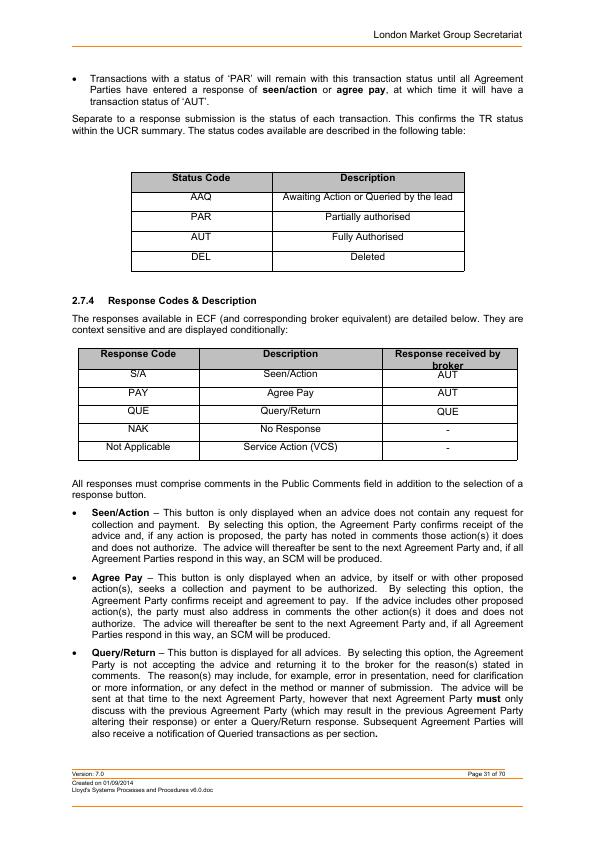 London Market Group Secretariat
• Transactions with a status of ‘PAR’ will remain with this transaction status until all Agreement
Parties have entered a response of seen/action or agree pay, at which time it will have a
transaction status of ‘AUT’.
Separate to a response submission is the status of each transaction. This confirms the TR status
within the UCR summary. The status codes available are described in the following table:
Status Code Description
AAQ Awaiting Action or Queried by the lead
PAR Partially authorised
AUT Fully Authorised
DEL Deleted
2.7.4 Response Codes & Description
The responses available in ECF (and corresponding broker equivalent) are detailed below. They are
context sensitive and are displayed conditionally:
Response Code Description Response received by
broker
S/A Seen/Action AUT
PAY Agree Pay AUT
QUE Query/Return QUE
NAK No Response -
Not Applicable Service Action (VCS) -
All responses must comprise comments in the Public Comments field in addition to the selection of a
response button.
• Seen/Action – This button is only displayed when an advice does not contain any request for
collection and payment. By selecting this option, the Agreement Party confirms receipt of the
advice and, if any action is proposed, the party has noted in comments those action(s) it does
and does not authorize. The advice will thereafter be sent to the next Agreement Party and, if all
Agreement Parties respond in this way, an SCM will be produced.
• Agree Pay – This button is only displayed when an advice, by itself or with other proposed
action(s), seeks a collection and payment to be authorized. By selecting this option, the
Agreement Party confirms receipt and agreement to pay. If the advice includes other proposed
action(s), the party must also address in comments the other action(s) it does and does not
authorize. The advice will thereafter be sent to the next Agreement Party and, if all Agreement
Parties respond in this way, an SCM will be produced.
• Query/Return – This button is displayed for all advices. By selecting this option, the Agreement
Party is not accepting the advice and returning it to the broker for the reason(s) stated in
comments. The reason(s) may include, for example, error in presentation, need for clarification
or more information, or any defect in the method or manner of submission. The advice will be
sent at that time to the next Agreement Party, however that next Agreement Party must only
discuss with the previous Agreement Party (which may result in the previous Agreement Party
altering their response) or enter a Query/Return response. Subsequent Agreement Parties will
also receive a notification of Queried transactions as per section.
Version: 7.0 Page 31 of 70
Created on 01/09/2014
Lloyd's Systems Processes and Procedures v6.0.doc